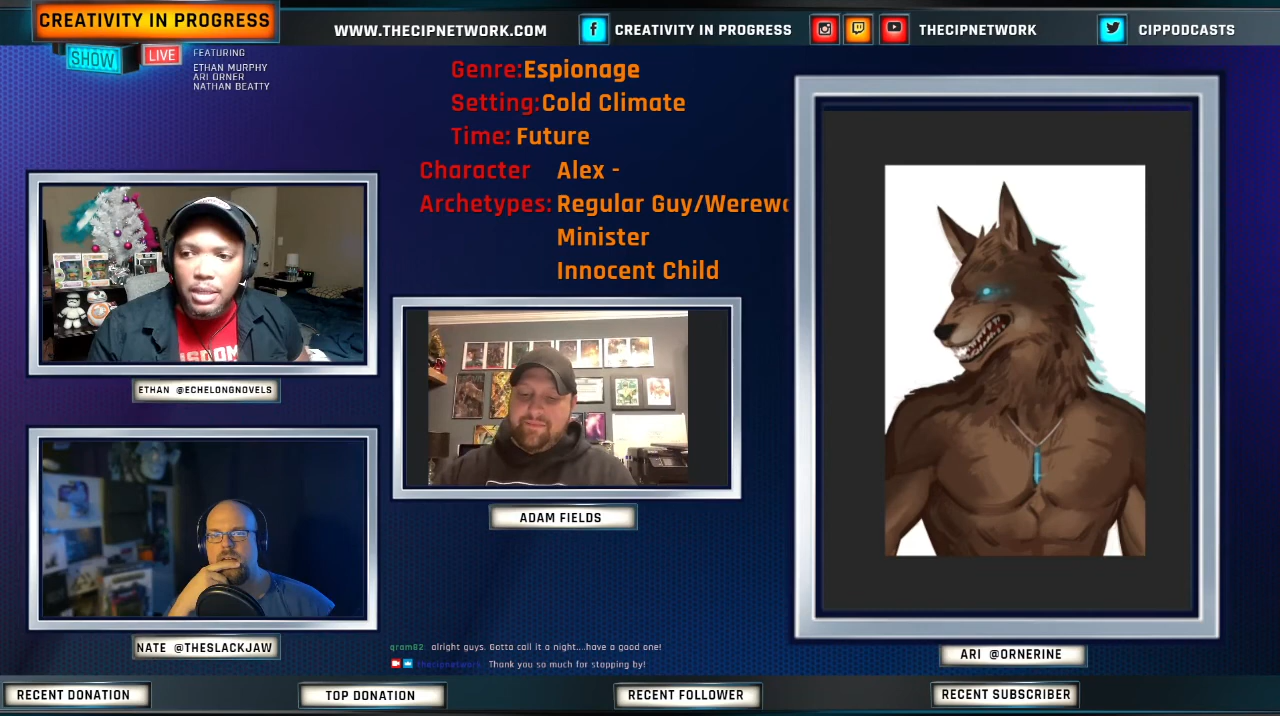 CREATIVITY IN PROGRESS
SHOW
LIVE
FEATURING
ETHAN MURPHY
ARI ORNER
NATHAN BEATTY
WWW.THECIPNETWORK.COM
CREATIVITY IN PROGRESS
THECIPNETWORK
CIPPODCASTS
Genre:Espionage
Setting:Cold Climate
Time: Future
Character Alex -
Archetypes: Regular Guy/Werewo
Minister
Innocent Child
ETHAN @ECHELONGNOVELS
ADAM FIELDS
NATE @THESLACKJAW
ARI @ORNERINE
qram82 alright guys. Gotta call it a night...have a good one!
thecipnetwork Thank you so much for stopping by!
RECENT DONATION
TOP DONATION
RECENT FOLLOWER
RECENT SUBSCRIBER